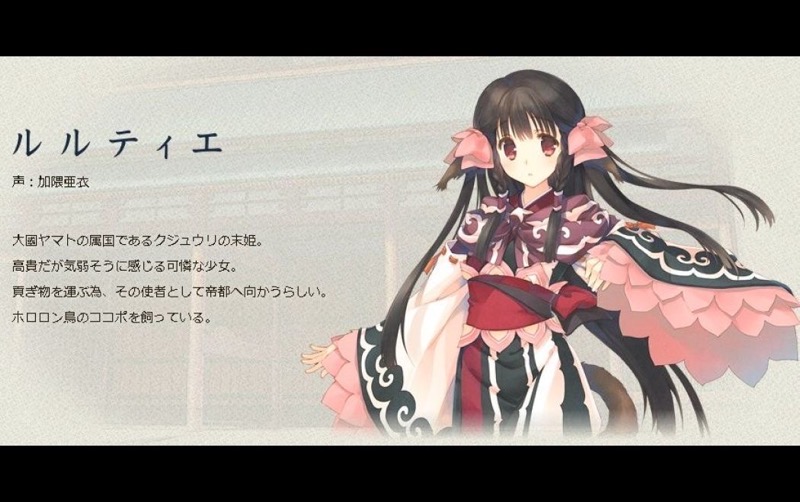 ルルティエ
声：加隈亜衣
大國ヤマトの属国であるクジュウリの末姫。
高貴だが気弱そうに感じる可憐な少女。
貢ぎ物を運ぶ為、その使者として帝都へ向かうらしい。
ホロロン鳥のココポを飼っている。